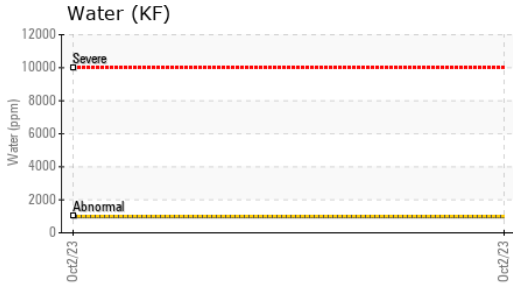 Water (KF)
12000
Severe
10000
8000
6000
4000
2000
Abnormal
0
Water (ppm)
Oct2/23
Oct2/23